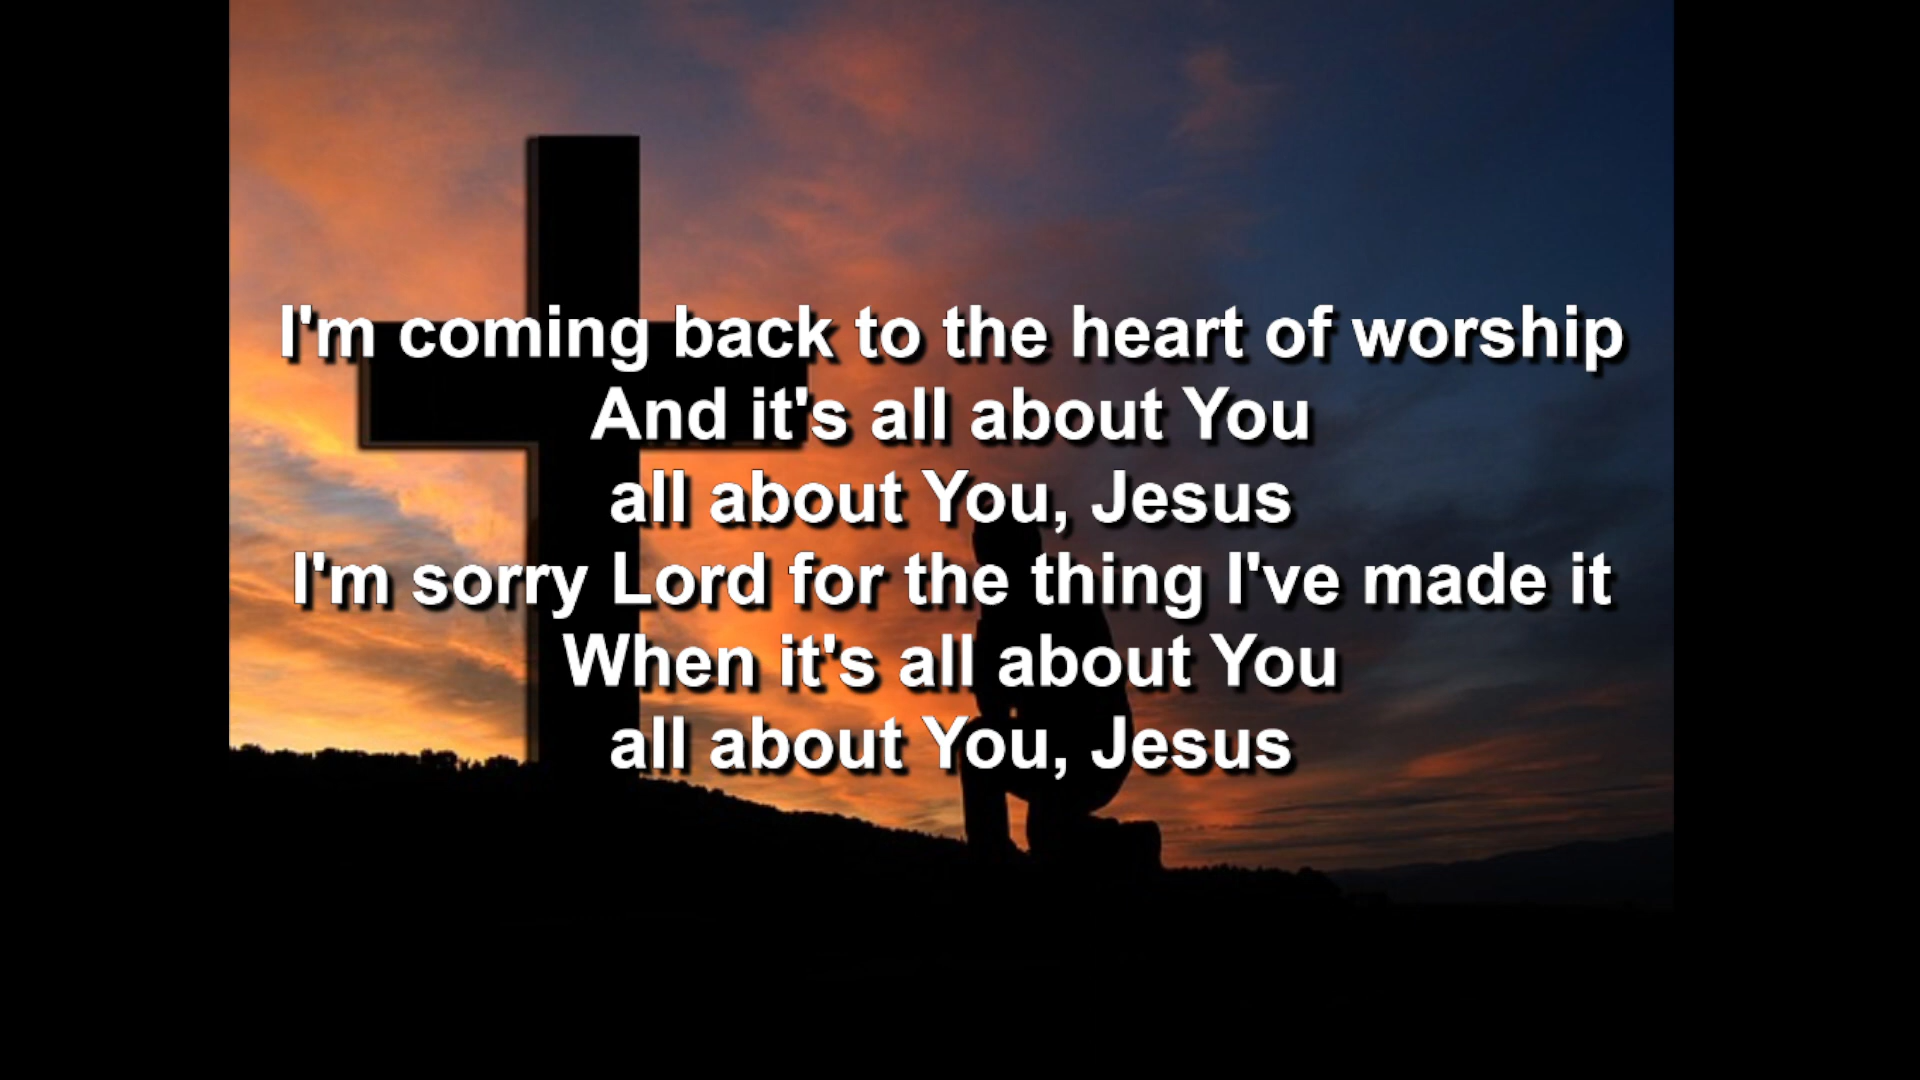 I'm coming back to the heart of worship
And it's all about You
all about You, Jesus
I'm sorry Lord for the thing I've made it
When it's all about You
all about You, Jesus